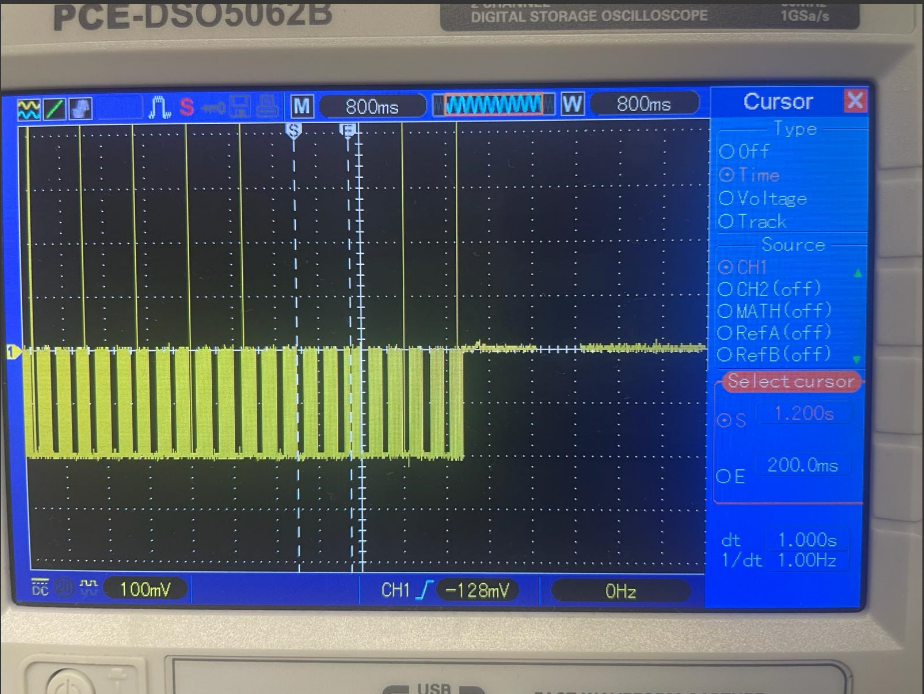 PCE-DSO5062B
2 CHANNEL
DIGITAL STORAGE OSCILLOSCOPE
1GSa/s
S M 800ms W 800ms
Cursor X
Type
Off
Time
Voltage
Track
Source
CH1
CH2(off)
MATH(off)
RefA(off)
RefB(off)
Select cursor
S 1.200s
E 200.0ms
dt 1.000s
1/dt 1.00Hz
S E
1
DC 100mV CH1 -128mV 0Hz
USB